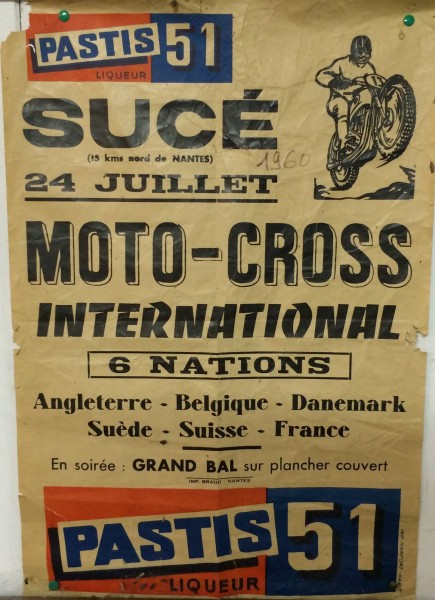 PASTIS 51
LIQUEUR
SUCÉ
(15 kms nord de NANTES)
1960
24 JUILLET
MOTO-CROSS
INTERNATIONAL
6 NATIONS
Angleterre - Belgique - Danemark
Suède - Suisse - France
En soirée : GRAND BAL sur plancher couvert
IMP. BRAUD NANTES
PASTIS 51
LIQUEUR